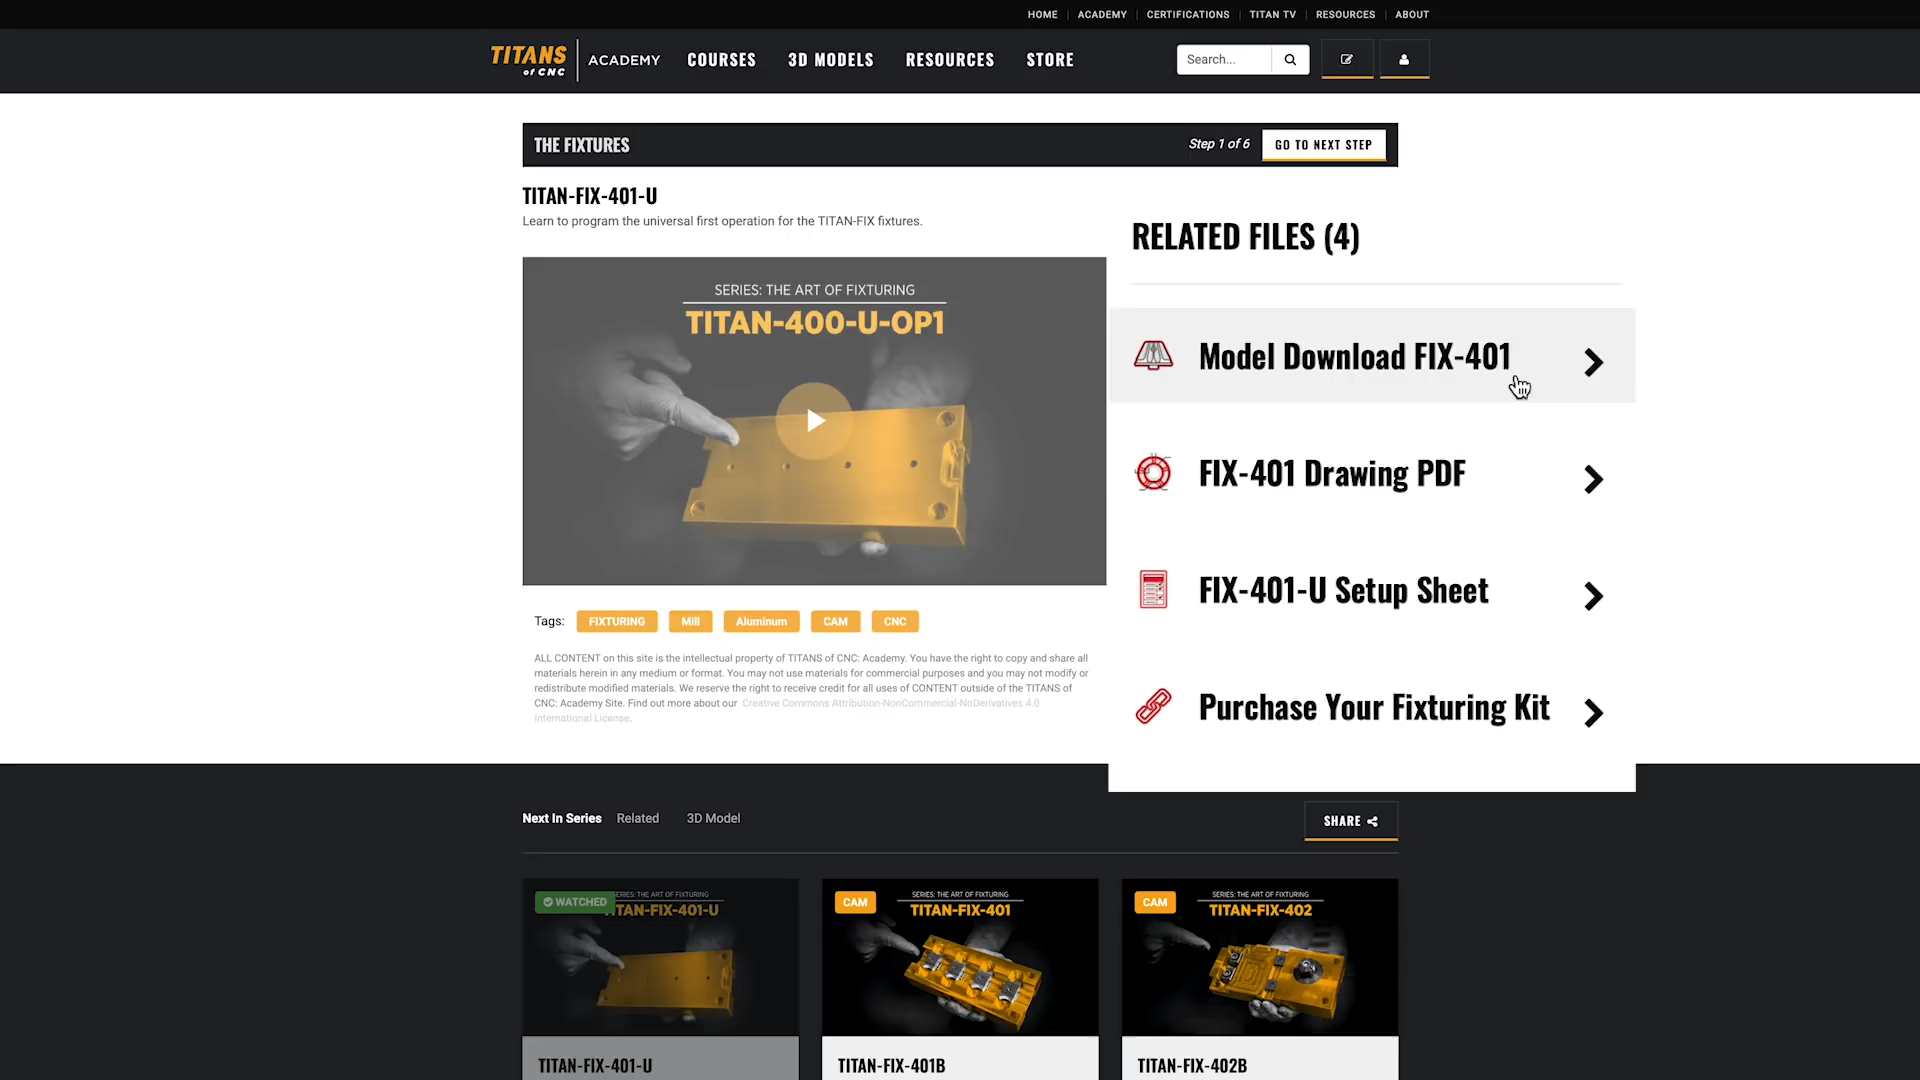 HOME ACADEMY CERTIFICATIONS TITAN TV RESOURCES ABOUT
TITANS of CNC ACADEMY COURSES 3D MODELS RESOURCES STORE Search...
THE FIXTURES Step 1 of 6 GO TO NEXT STEP
TITAN-FIX-401-U
Learn to program the universal first operation for the TITAN-FIX fixtures.
SERIES: THE ART OF FIXTURING
TITAN-400-U-OP1
Tags: FIXTURING Mill Aluminum CAM CNC
ALL CONTENT on this site is the intellectual property of TITANS of CNC: Academy. You have the right to copy and share all
materials herein in any medium or format. You may not use materials for commercial purposes and you may not modify or
redistribute modified materials. We reserve the right to receive credit for all uses of CONTENT outside of the TITANS of
CNC: Academy Site. Find out more about our Creative Commons Attribution-NonCommercial-NoDerivatives 4.0
International License.
RELATED FILES (4)
Model Download FIX-401
FIX-401 Drawing PDF
FIX-401-U Setup Sheet
Purchase Your Fixturing Kit
Next In Series Related 3D Model SHARE
WATCHED
SERIES: THE ART OF FIXTURING
TITAN-FIX-401-U
TITAN-FIX-401-U
CAM
SERIES: THE ART OF FIXTURING
TITAN-FIX-401
TITAN-FIX-401B
CAM
SERIES: THE ART OF FIXTURING
TITAN-FIX-402
TITAN-FIX-402B